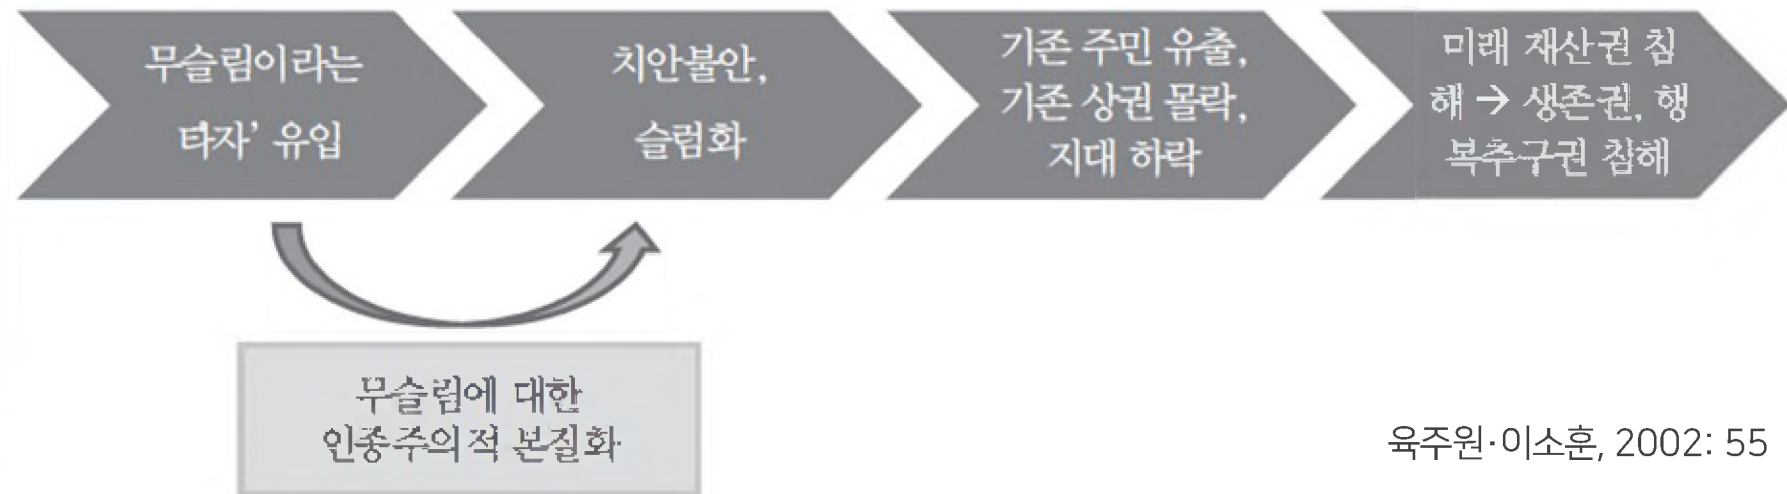 무슬림이라는
타자’ 유입
치안불안,
슬럼화
기존 주민 유출,
기존 상권 몰락,
지대 하락
미래 재산권 침
해 → 생존권, 행
복추구권 침해
무슬림에 대한
인종주의적 본질화
육주원·이소훈, 2002: 55